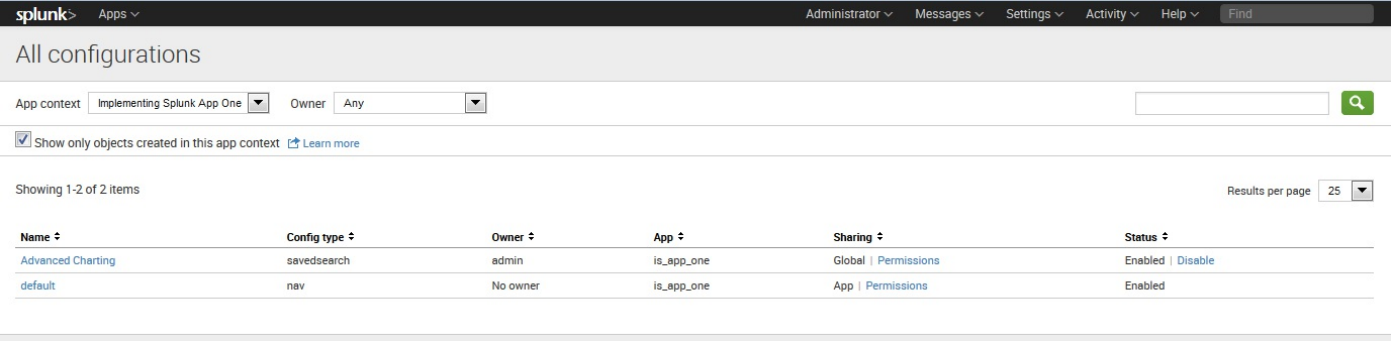 splunk> Apps Administrator Messages Settings Activity Help Find
All configurations
App context Implementing Splunk App One Owner Any
Show only objects created in this app context Learn more
Showing 1-2 of 2 items Results per page 25
Name Config type Owner App Sharing Status
Advanced Charting savedsearch admin is_app_one Global | Permissions Enabled | Disable
default nav No owner is_app_one App | Permissions Enabled